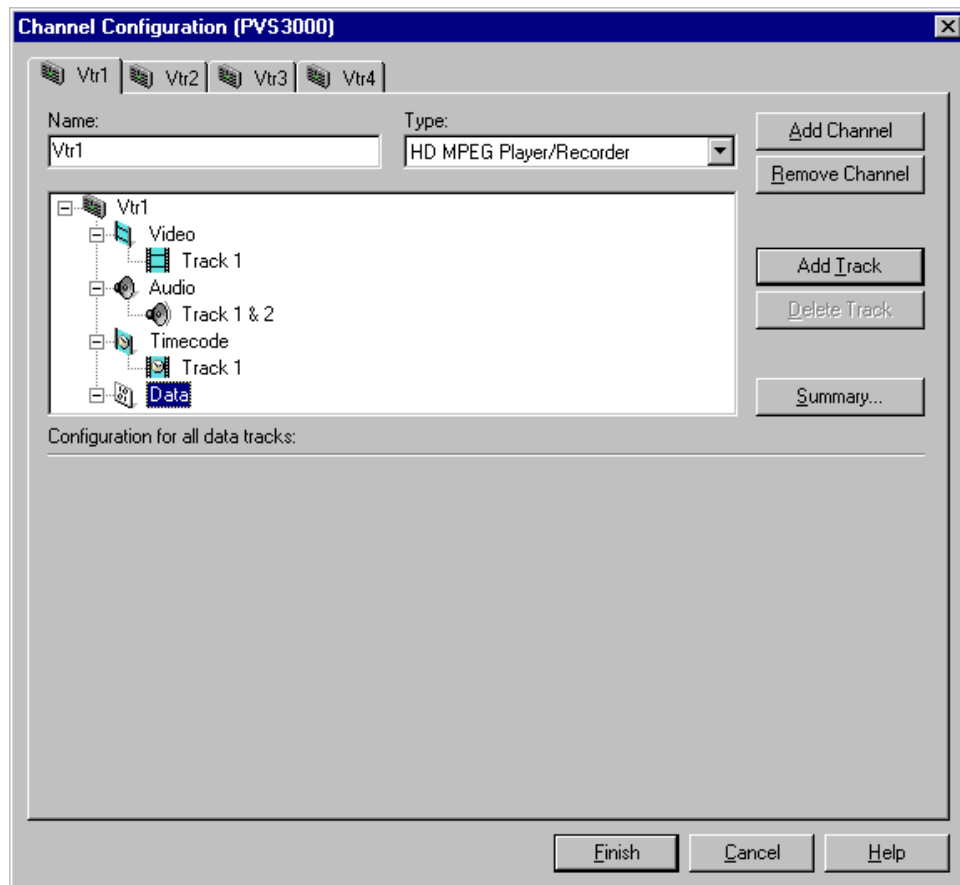 Channel Configuration (PVS3000)
Vtr1 Vtr2 Vtr3 Vtr4
Name: Type:
Vtr1 HD MPEG Player/Recorder
Add Channel
Remove Channel
Vtr1
Video
Track 1
Audio
Track 1 & 2
Timecode
Track 1
Data
Add Track
Delete Track
Summary...
Configuration for all data tracks:
Finish Cancel Help